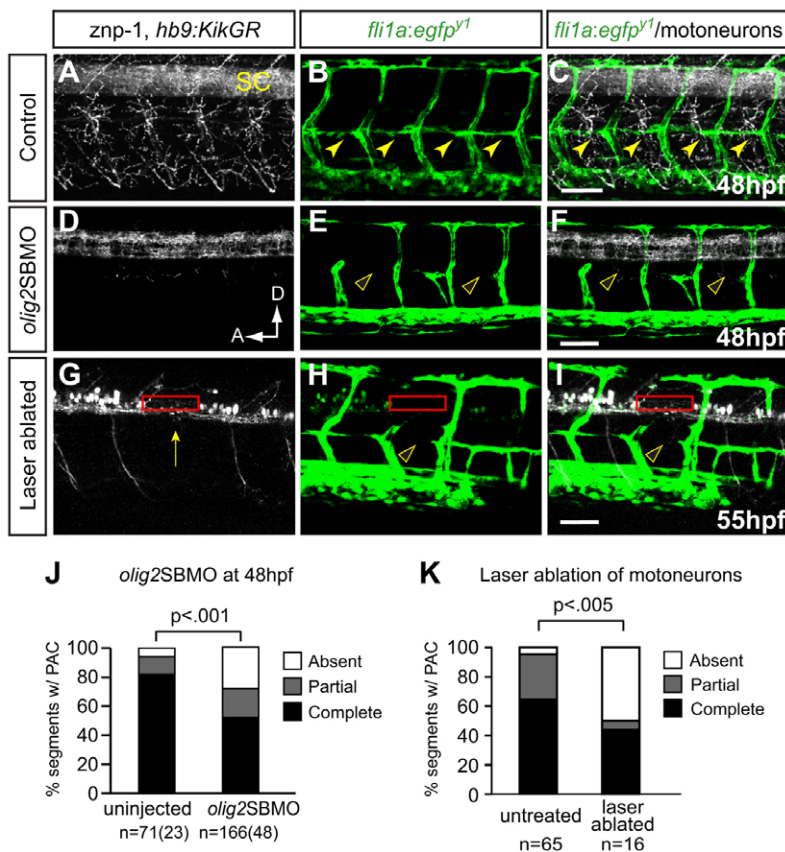 znp-1, hb9:KikGR
fli1a:egfp^y1
fli1a:egfp^y1/motoneurons
Control
A
SC
B
C
48hpf
olig2SBMO
D
D
A
E
F
48hpf
Laser ablated
G
H
I
55hpf
J
olig2SBMO at 48hpf
p<.001
% segments w/ PAC
100
80
60
40
20
0
Absent
Partial
Complete
uninjected
olig2SBMO
n=71(23)
n=166(48)
K
Laser ablation of motoneurons
p<.005
% segments w/ PAC
100
80
60
40
20
0
Absent
Partial
Complete
untreated
laser
ablated
n=65
n=16